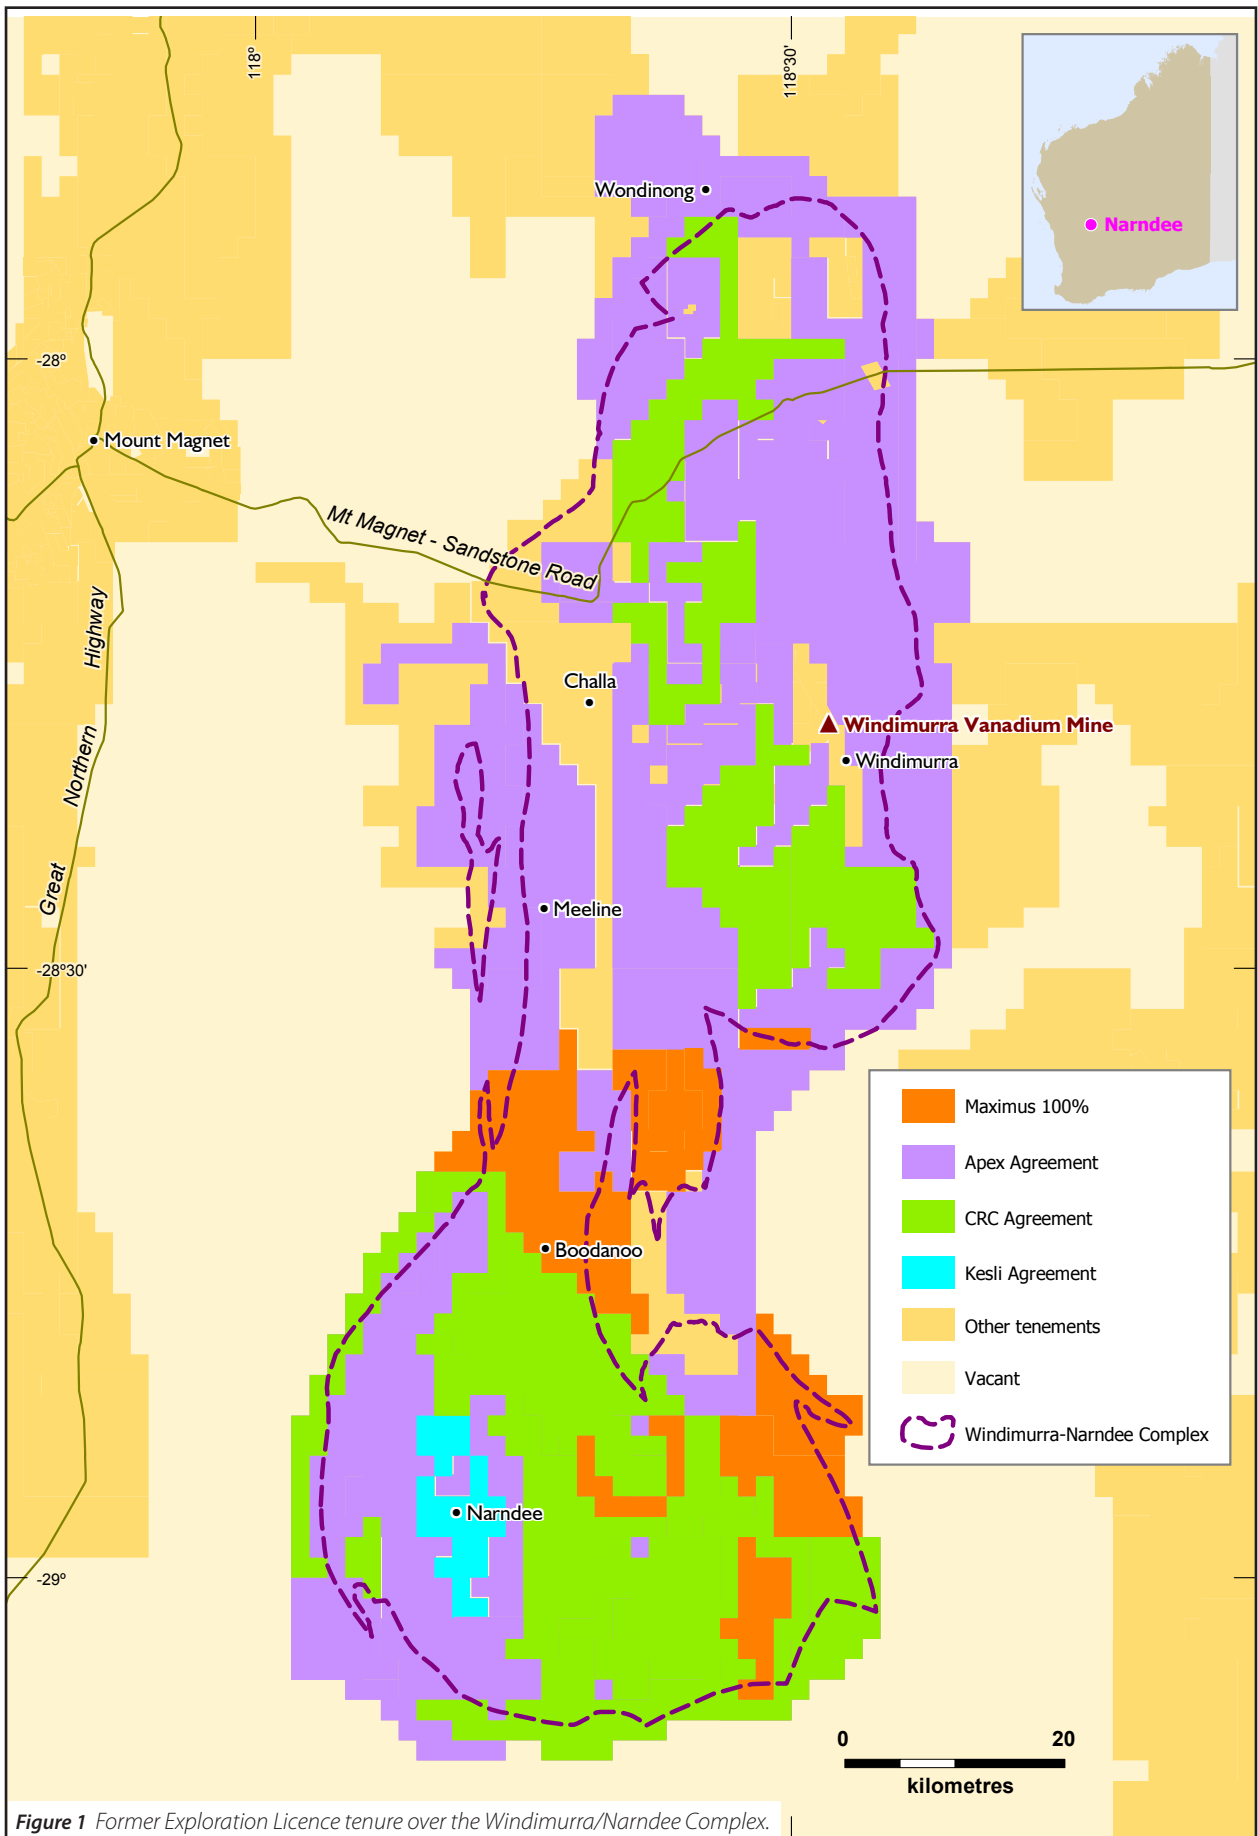 118°
118°30'
Wondinong
Narndee
-28°
Mount Magnet
Mt Magnet - Sandstone Road
Great Northern Highway
Challa
Windimurra Vanadium Mine
Windimurra
Meeline
-28°30'
Maximus 100%
Apex Agreement
CRC Agreement
Kesli Agreement
Other tenements
Vacant
Windimurra-Narndee Complex
Boodanoo
Narndee
-29°
0 20
kilometres
Figure 1 Former Exploration Licence tenure over the Windimurra/Narndee Complex.